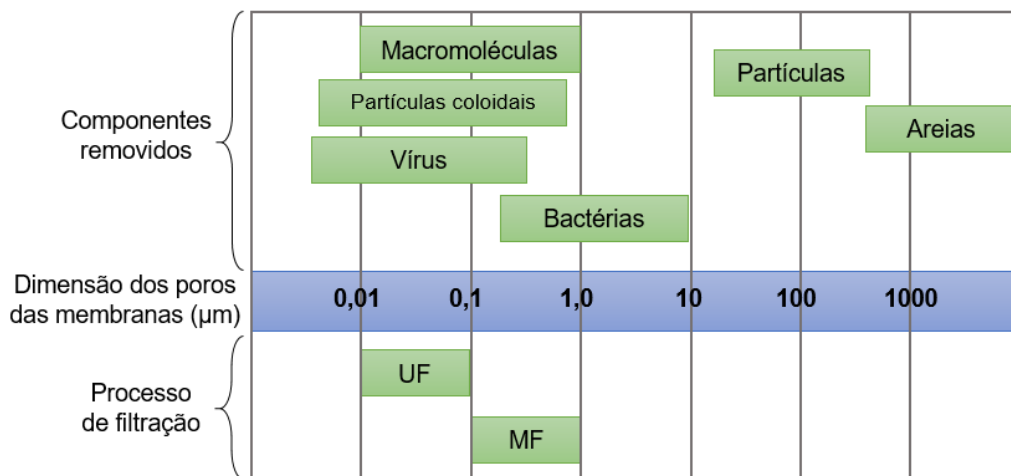 Macromoléculas
Partículas
Partículas coloidais
Componentes
removidos
Areias
Vírus
Bactérias
Dimensão dos poros
das membranas (µm)
0,01 0,1 1,0 10 100 1000
UF
Processo
de filtração
MF